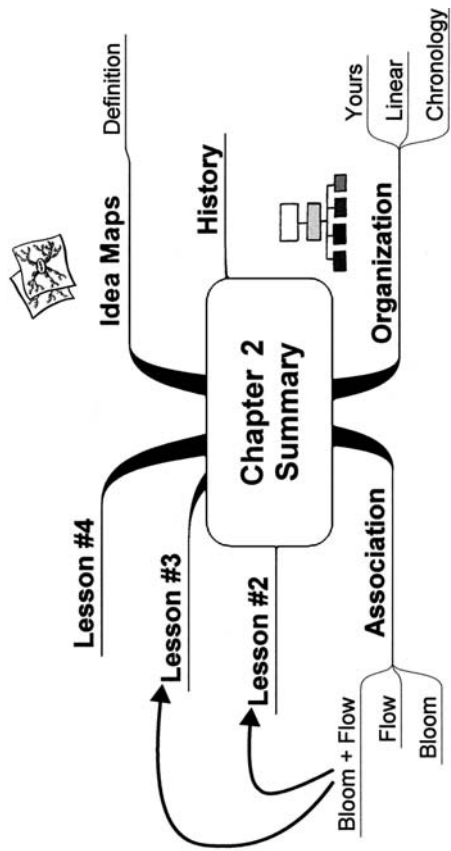 Chapter 2
Summary
Idea Maps
Definition
History
Organization
Yours
Linear
Chronology
Association
Bloom
Flow
Bloom + Flow
Lesson #2
Lesson #3
Lesson #4